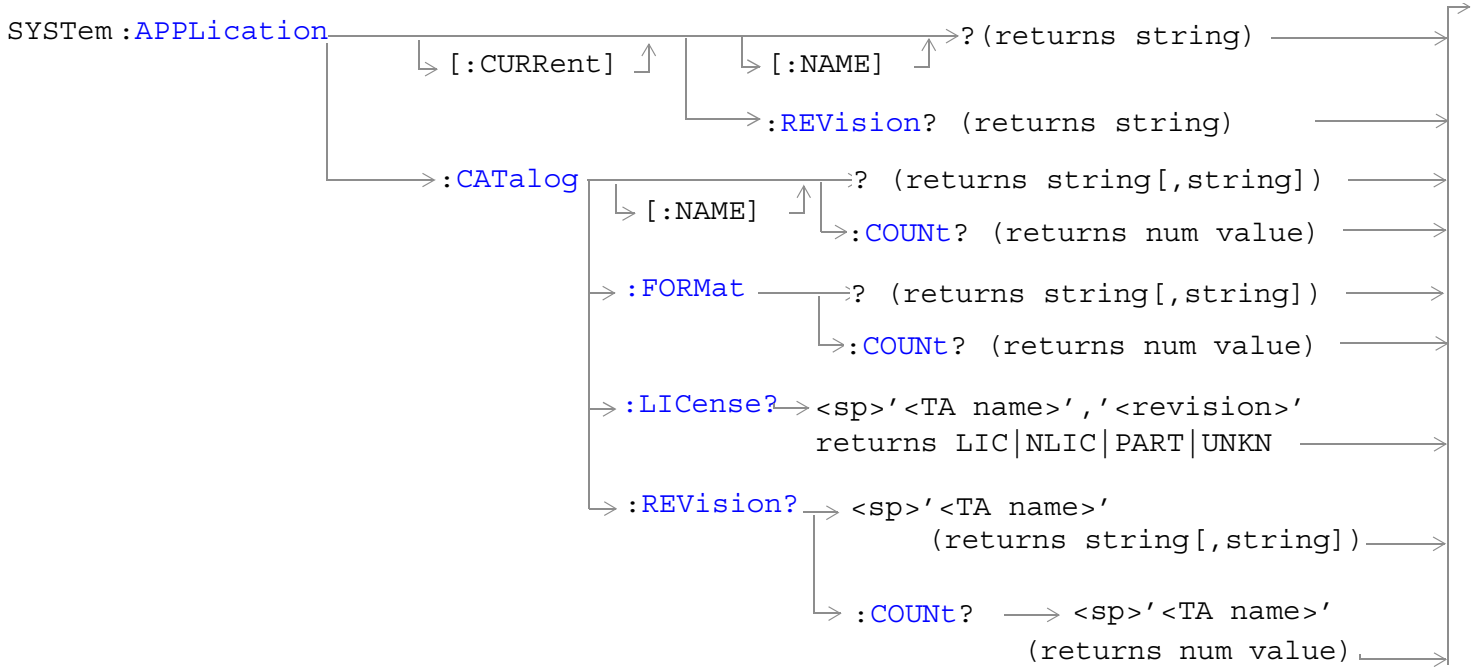 SYSTem:APPLication ?(returns string)
[:CURRent] [:NAME]
:REVision? (returns string)
:CATalog ? (returns string[,string])
[:NAME] :COUNt? (returns num value)
:FORMat ? (returns string[,string])
:COUNt? (returns num value)
:LICense? <sp>’<TA name>’,’<revision>’
returns LIC|NLIC|PART|UNKN
:REVision? <sp>’<TA name>’
(returns string[,string])
:COUNt? <sp>’<TA name>’
(returns num value)